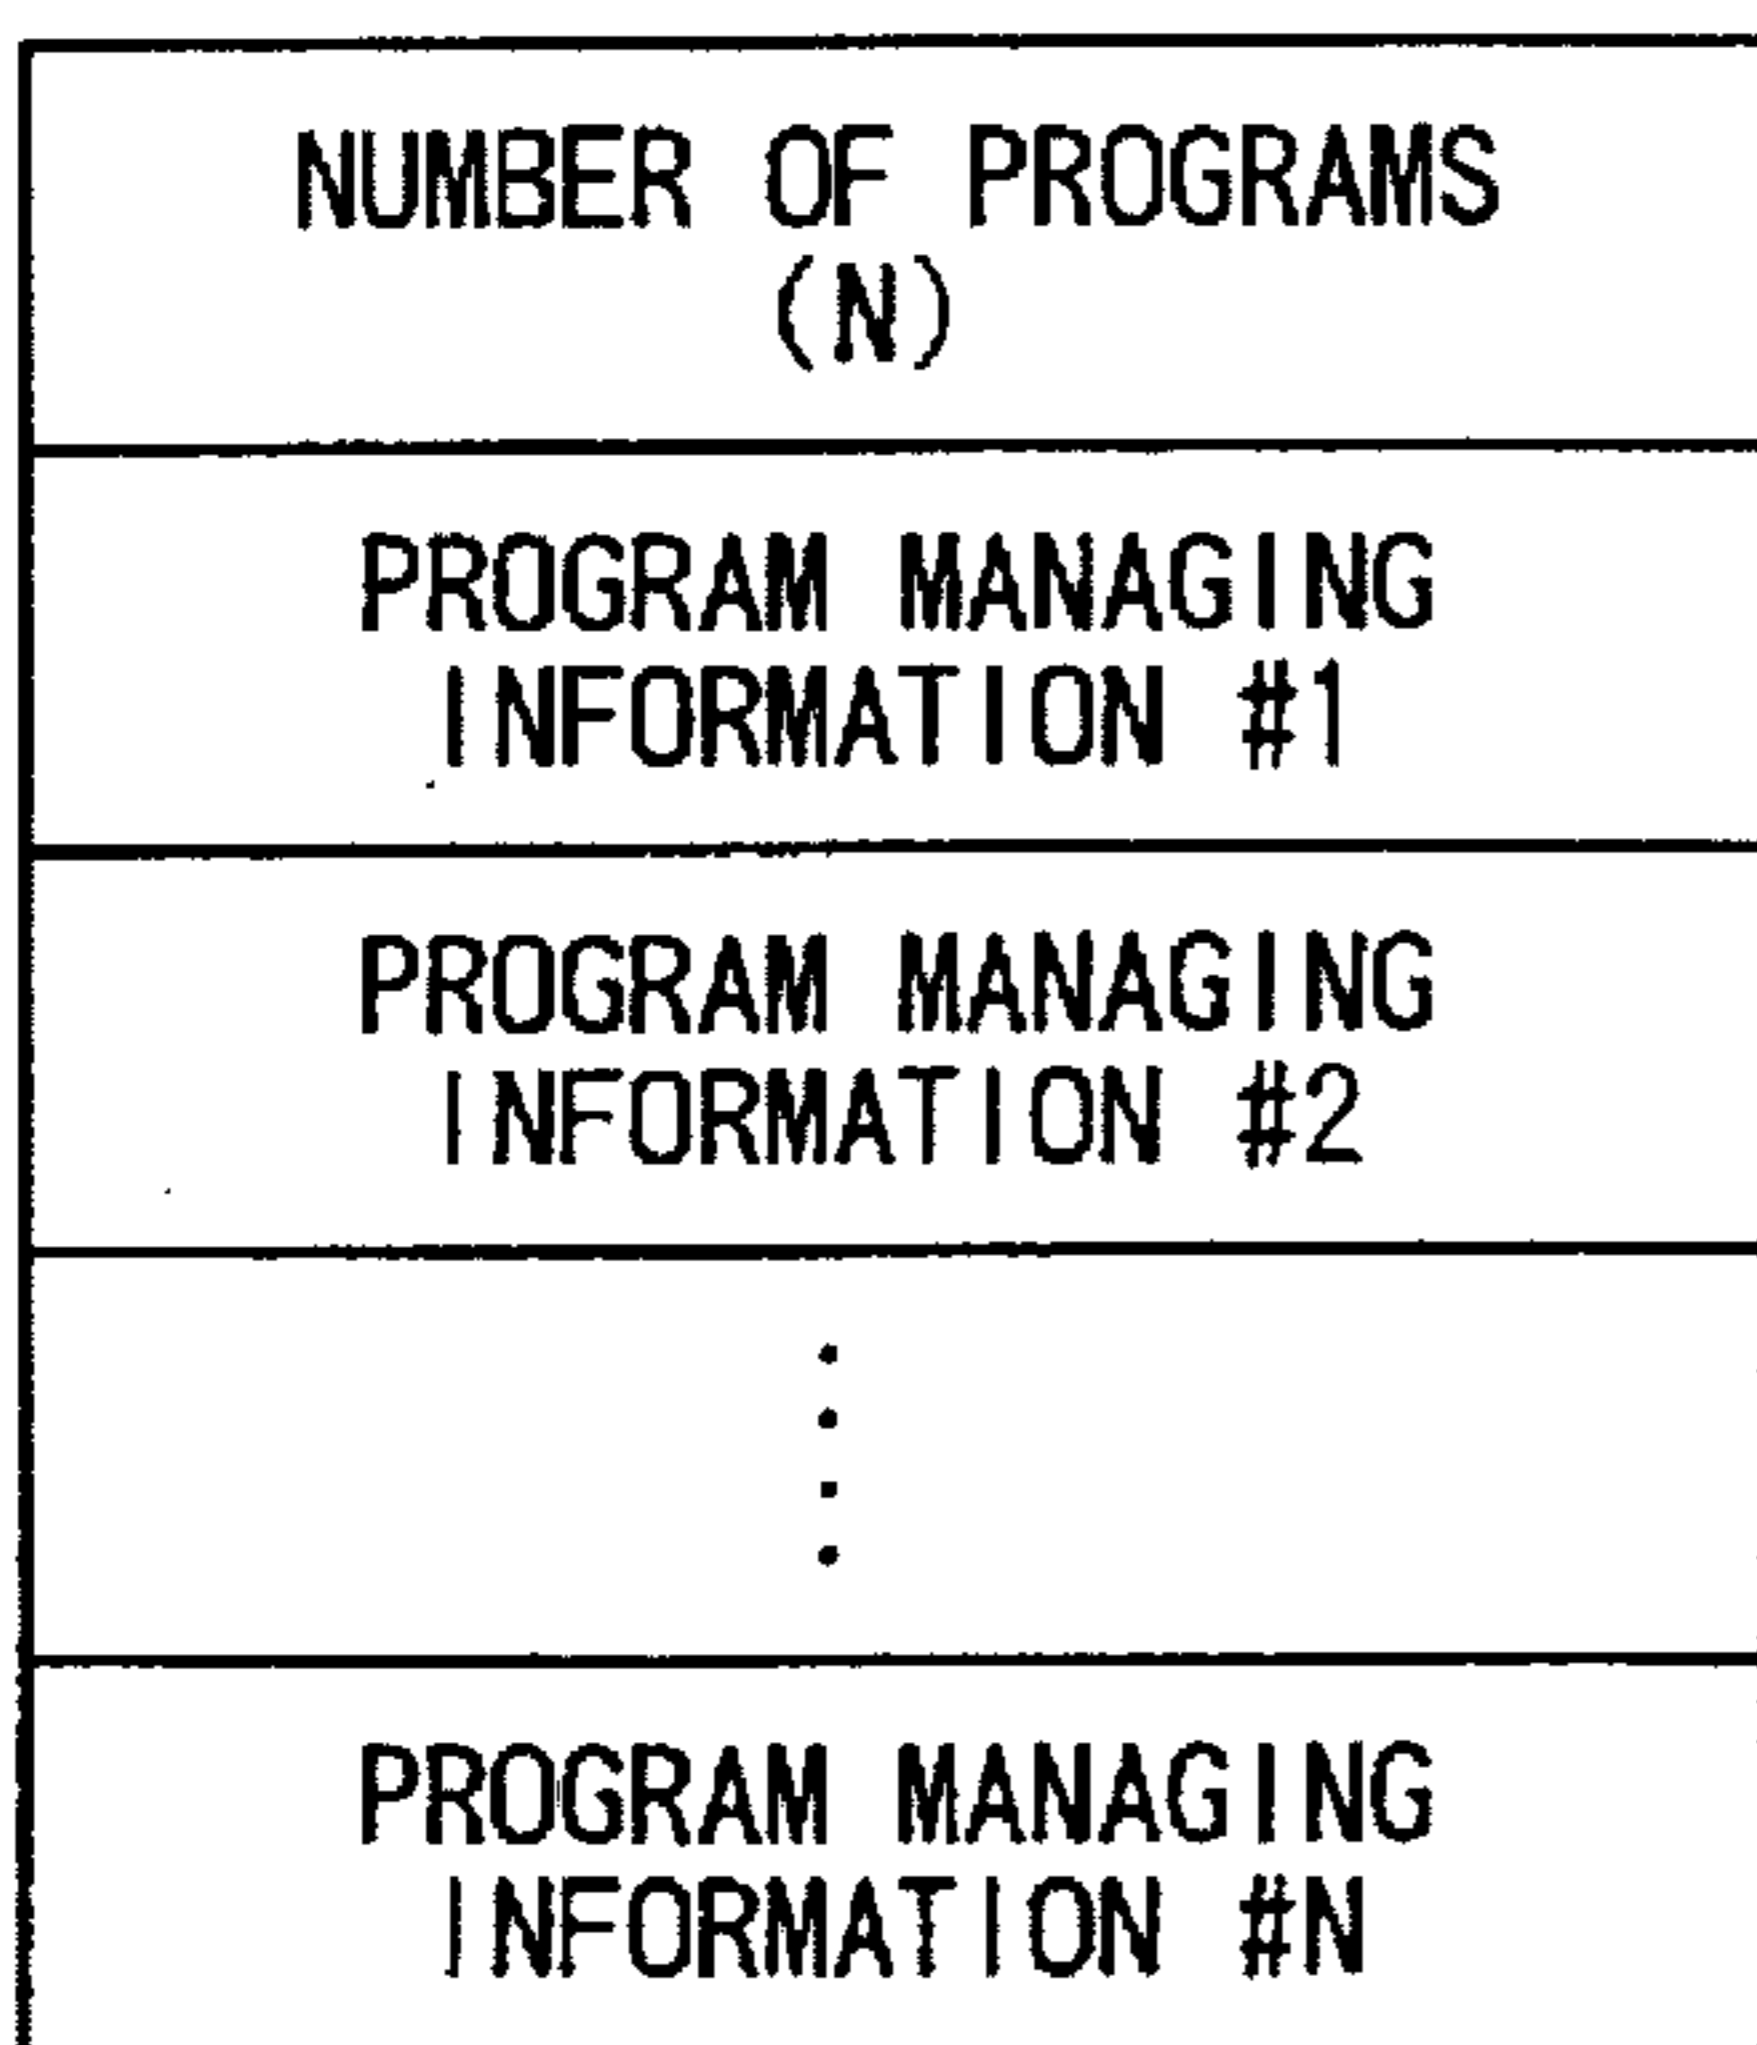 NUMBER OF PROGRAMS
(N)
PROGRAM MANAGING
INFORMATION #1
PROGRAM MANAGING
INFORMATION #2
PROGRAM MANAGING
INFORMATION #N